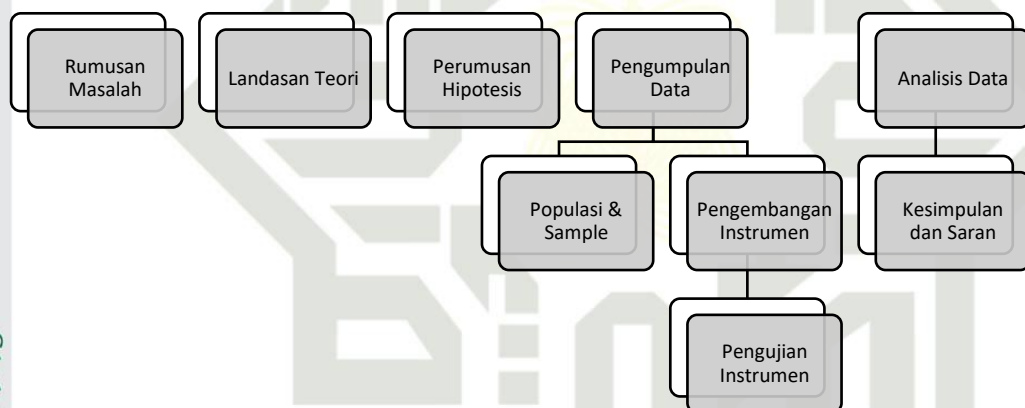 Rumusan
Masalah
Landasan Teori
Perumusan
Hipotesis
Pengumpulan
Data
Analisis Data
Populasi &
Sample
Pengembangan
Instrumen
Kesimpulan
dan Saran
Pengujian
Instrumen